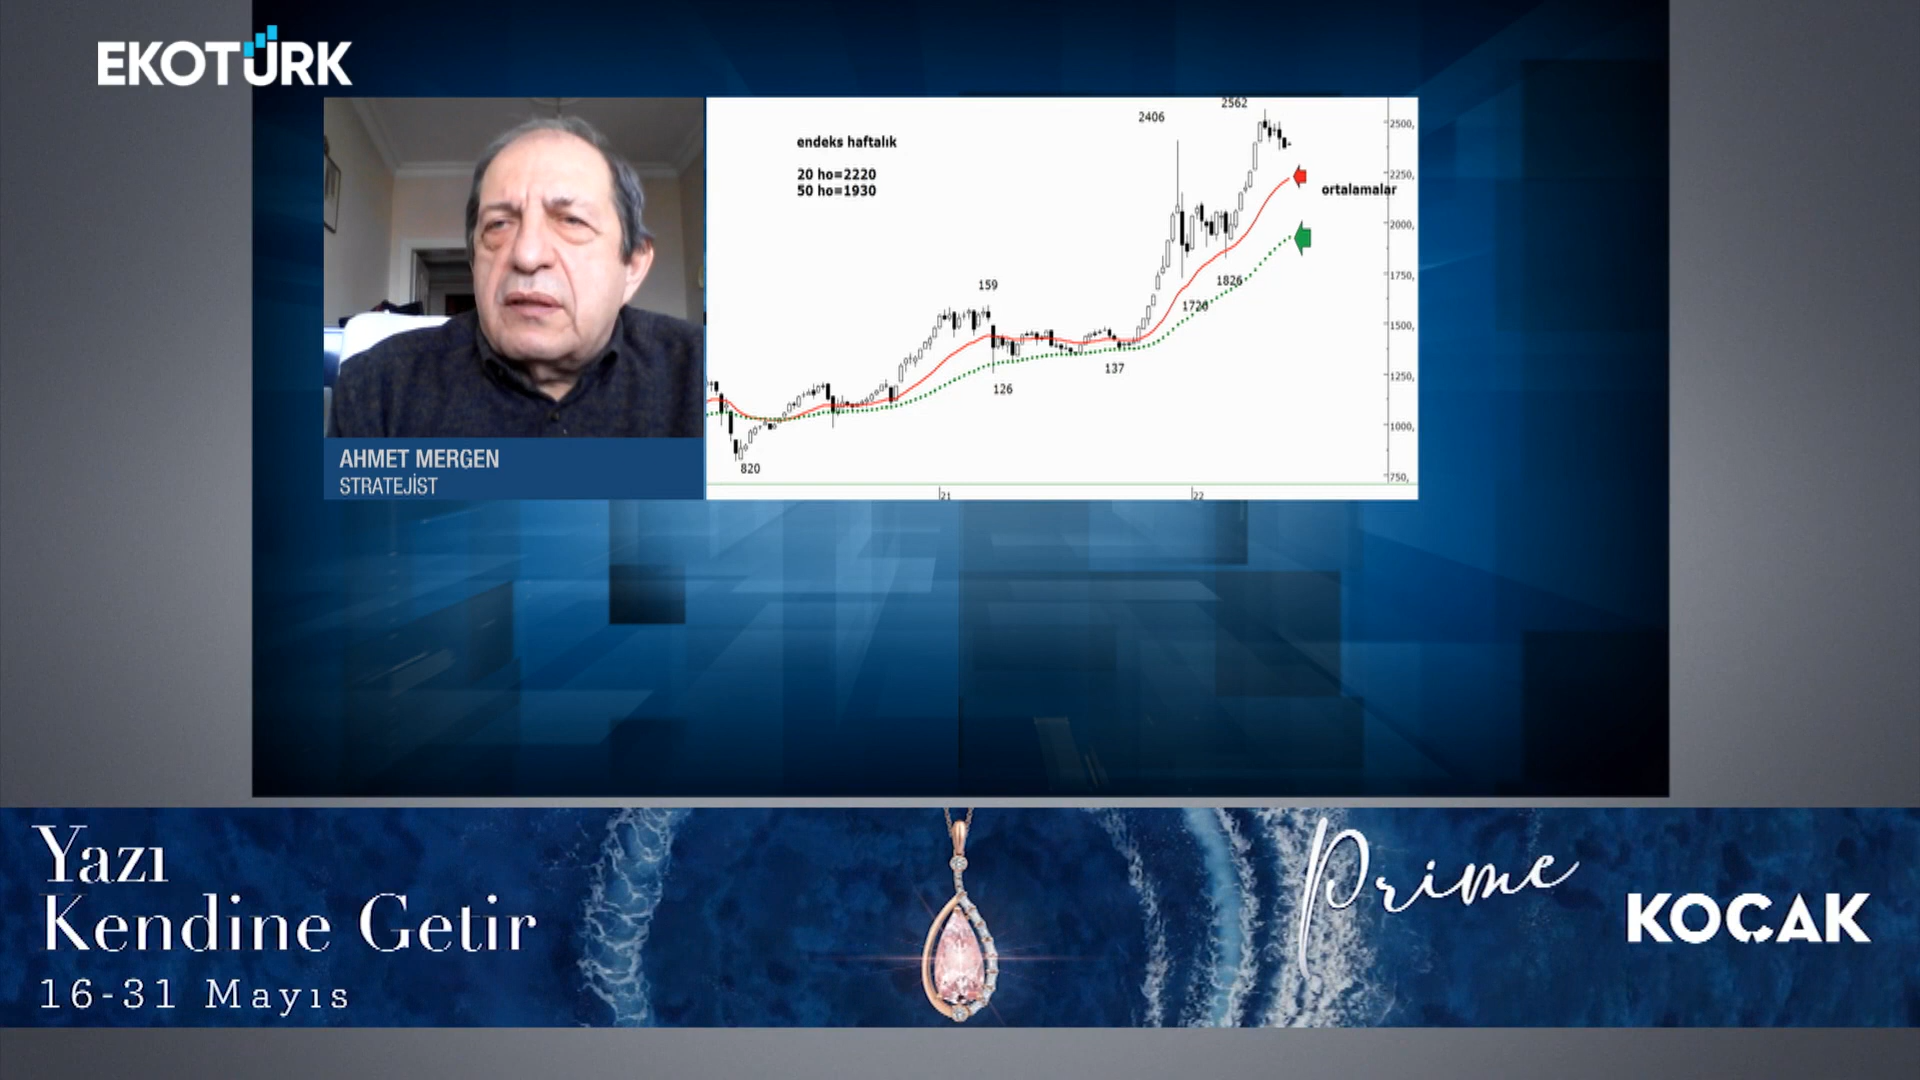 EKOTÜRK
AHMET MERGEN
STRATEJİST
endeks haftalık
20 ho=2220
50 ho=1930
2406
2562
ortalamalar
159
126
137
1720
1826
820
2500,
2250,
2000,
1750,
1500,
1250,
1000,
750,
21
22
Yazı
Kendine Getir
16-31 Mayıs
Prime
KOÇAK